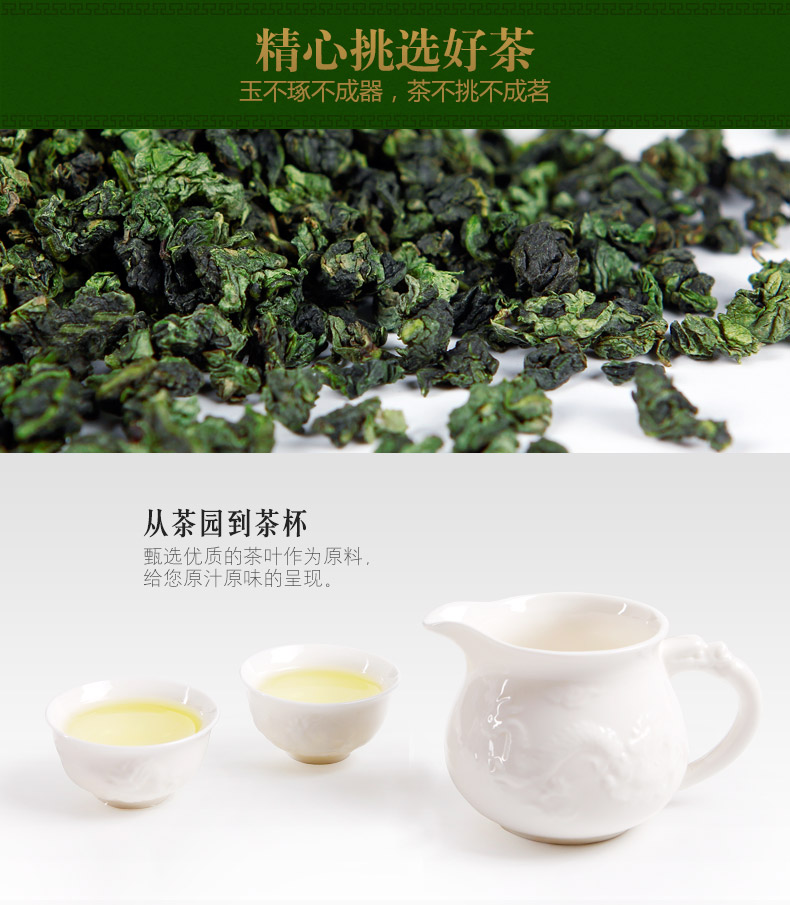 精心挑选好茶
玉不琢不成器，茶不挑不成茗
从茶园到茶杯
甄选优质的茶叶作为原料，
给您原汁原味的呈现。